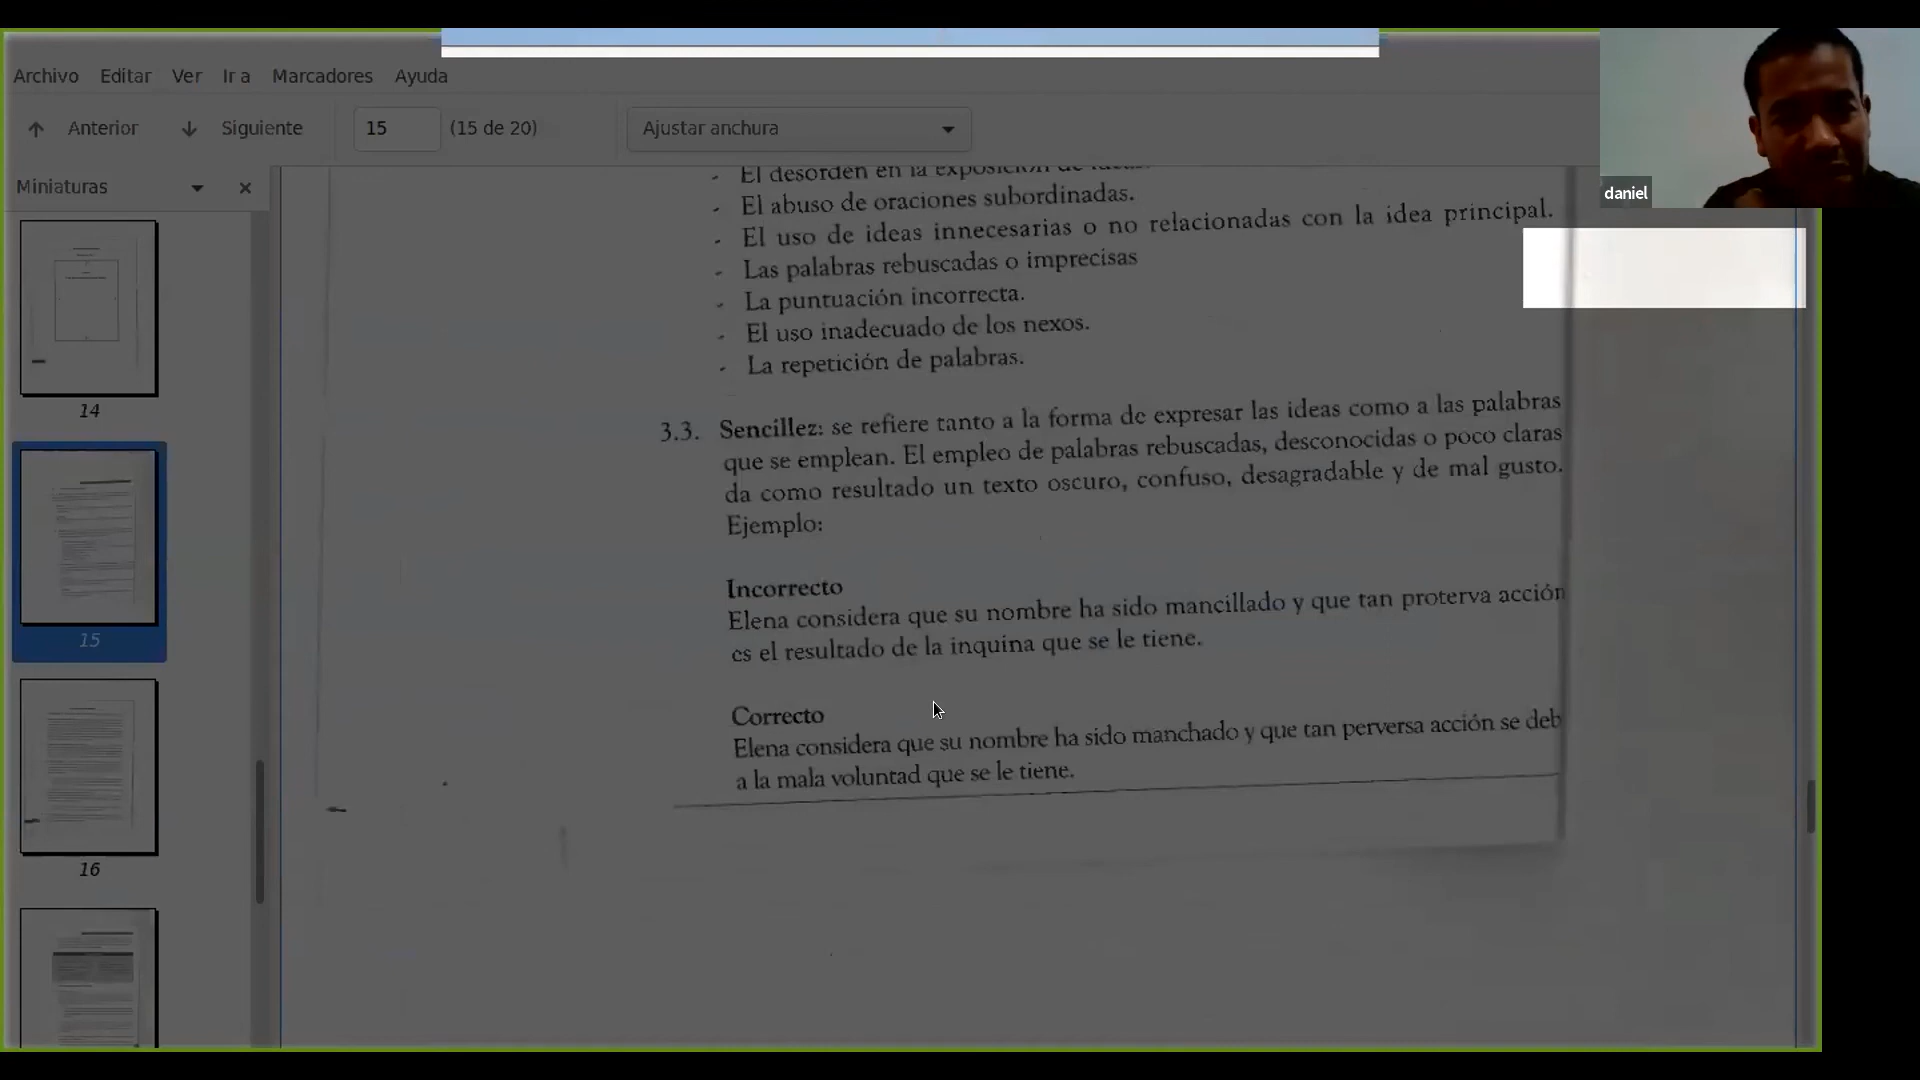 Archivo Editar Ver Ir a Marcadores Ayuda
Anterior Siguiente 15 (15 de 20) Ajustar anchura
daniel
Miniaturas
14
15
16
- El desorden en la exposición de
- El abuso de oraciones subordinadas.
- El uso de ideas innecesarias o no relacionadas con la idea principal.
- Las palabras rebuscadas o imprecisas
- La puntuación incorrecta.
- El uso inadecuado de los nexos.
- La repetición de palabras.
3.3. Sencillez: se refiere tanto a la forma de expresar las ideas como a las palabras
que se emplean. El empleo de palabras rebuscadas, desconocidas o poco claras
da como resultado un texto oscuro, confuso, desagradable y de mal gusto.
Ejemplo:
Incorrecto
Elena considera que su nombre ha sido mancillado y que tan proterva acción
es el resultado de la inquina que se le tiene.
Correcto
Elena considera que su nombre ha sido manchado y que tan perversa acción se deb
a la mala voluntad que se le tiene.